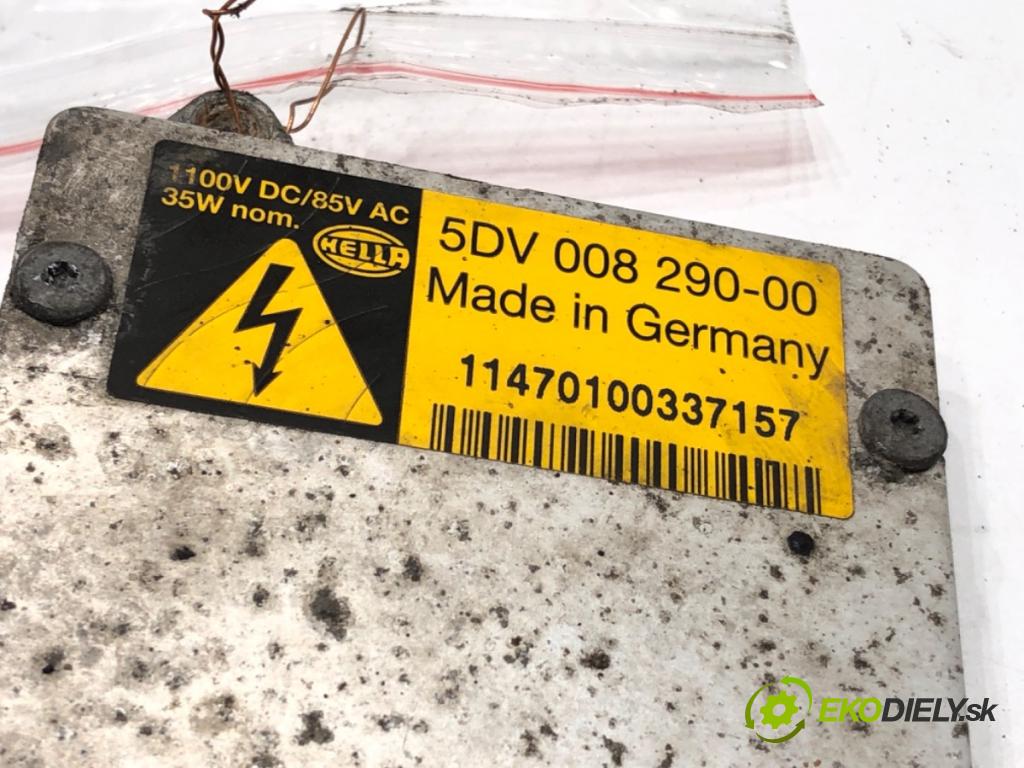 1100V DC/85V AC
35W nom.
HELLA
5DV 008 290-00
Made in Germany
11470100337157
EKODIELY.sk